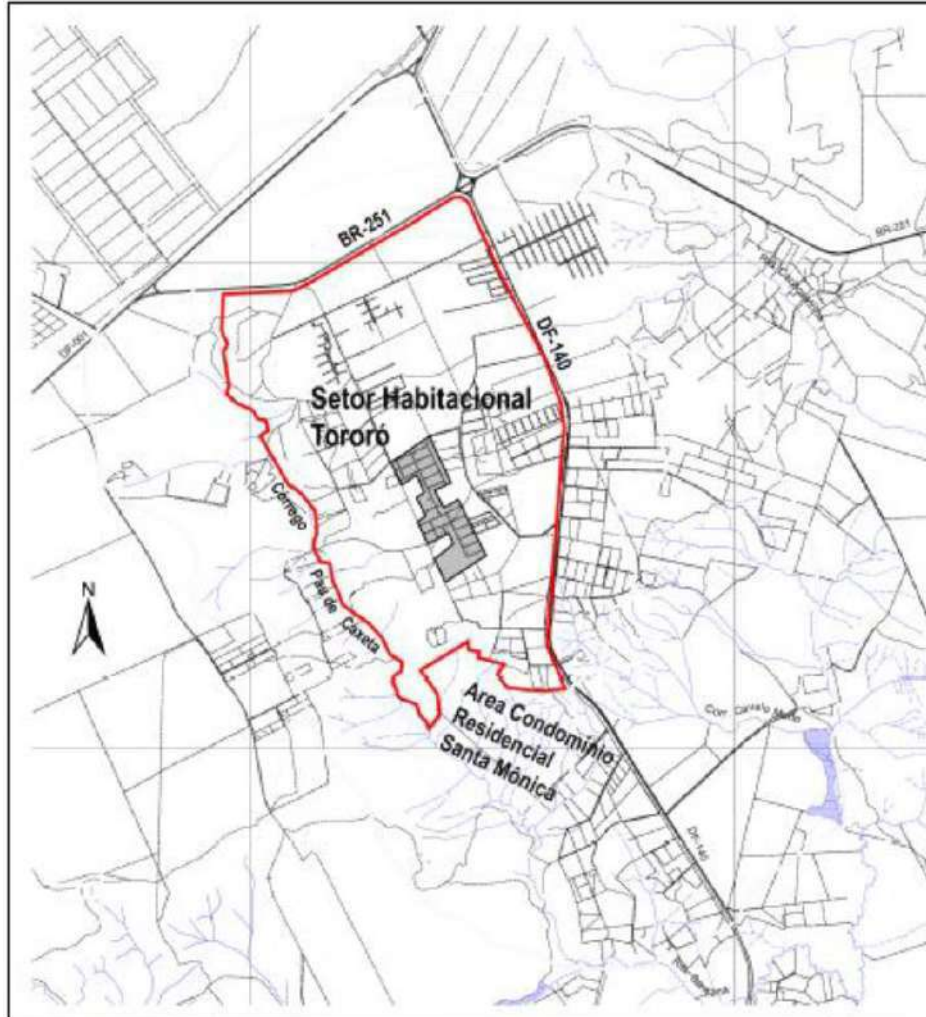 BR-251
BR-251
DF-001
DF-140
Setor Habitacional
Tororó
Córrego
Pau de Caxeta
N
Area Condomínio
Residencial
Santa Mônica
DF-140